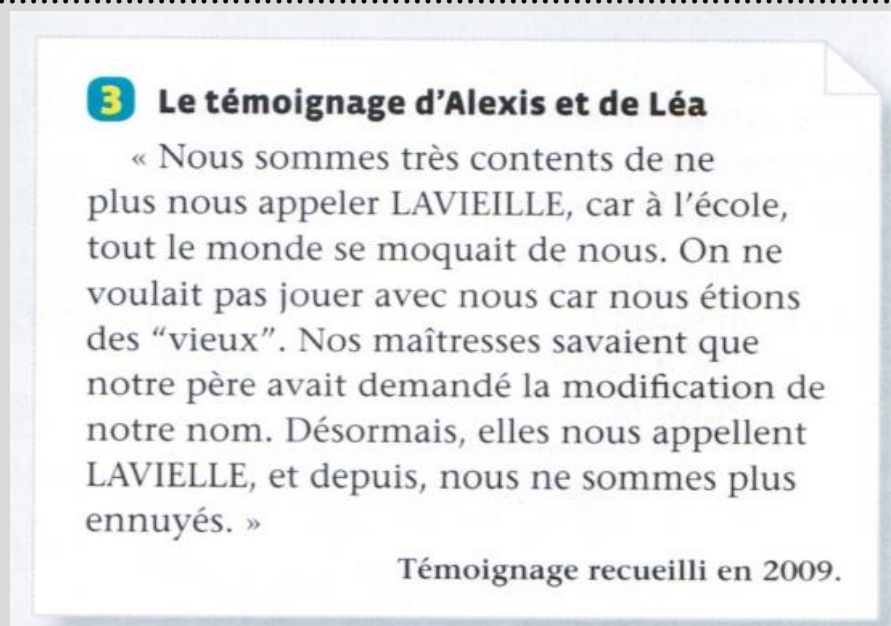 3 Le témoignage d'Alexis et de Léa
« Nous sommes très contents de ne
plus nous appeler LAVIEILLE, car à l'école,
tout le monde se moquait de nous. On ne
voulait pas jouer avec nous car nous étions
des “vieux”. Nos maîtresses savaient que
notre père avait demandé la modification de
notre nom. Désormais, elles nous appellent
LAVIELLE, et depuis, nous ne sommes plus
ennuyés. »
Témoignage recueilli en 2009.